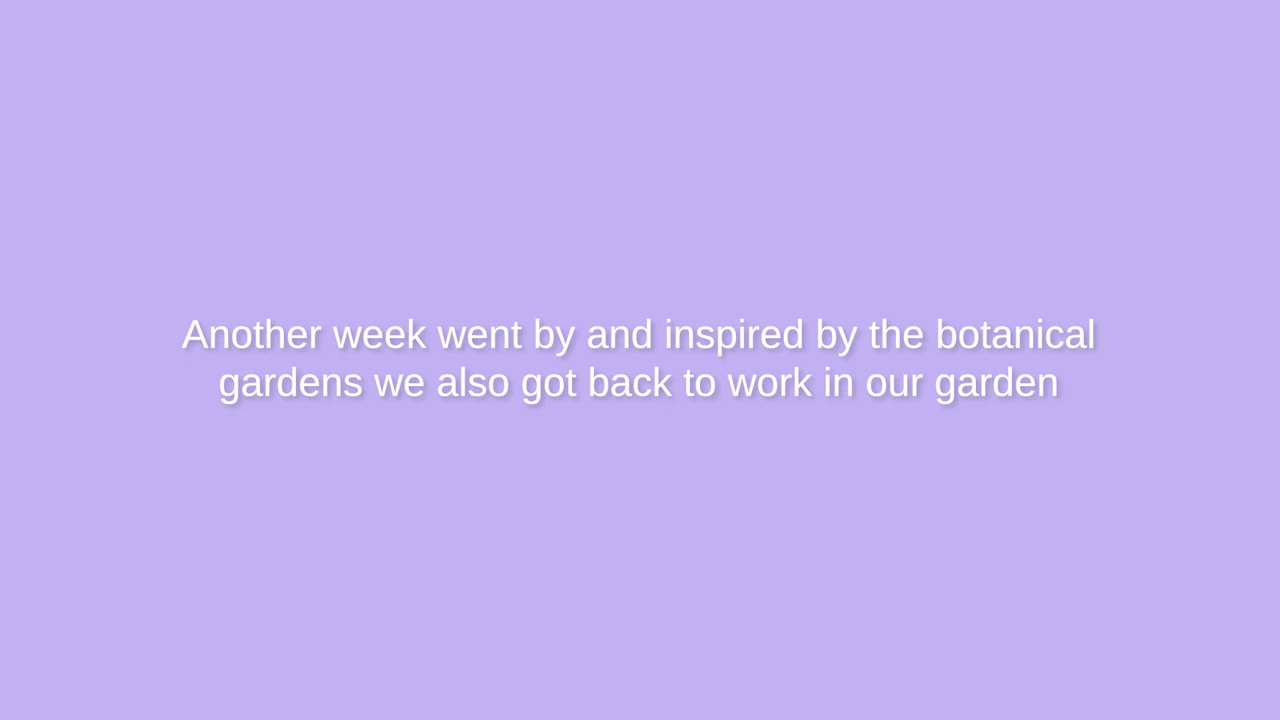 Another week went by and inspired by the botanical
gardens we also got back to work in our garden